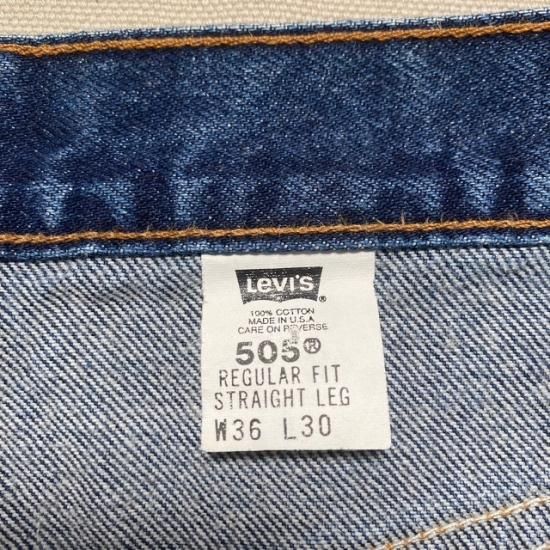 Levi's ®
100% COTTON
MADE IN U.S.A
CARE ON REVERSE
505®
REGULAR FIT
STRAIGHT LEG
W36 L30